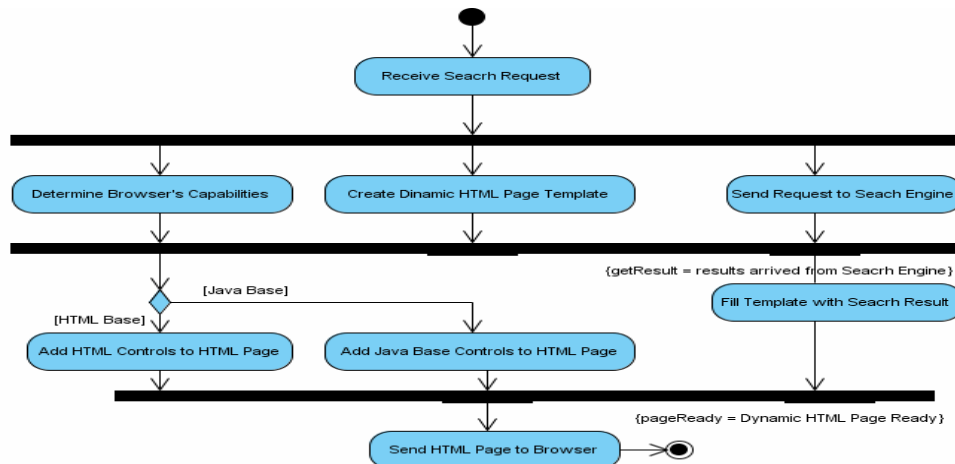 Receive Seacrh Request
Determine Browser's Capabilities
Create Dinamic HTML Page Template
Send Request to Seach Engine
{getResult = results arrived from Seacrh Engine}
[Java Base]
Fill Template with Seacrh Result
[HTML Base]
Add HTML Controls to HTML Page
Add Java Base Controls to HTML Page
{pageReady = Dynamic HTML Page Ready}
Send HTML Page to Browser